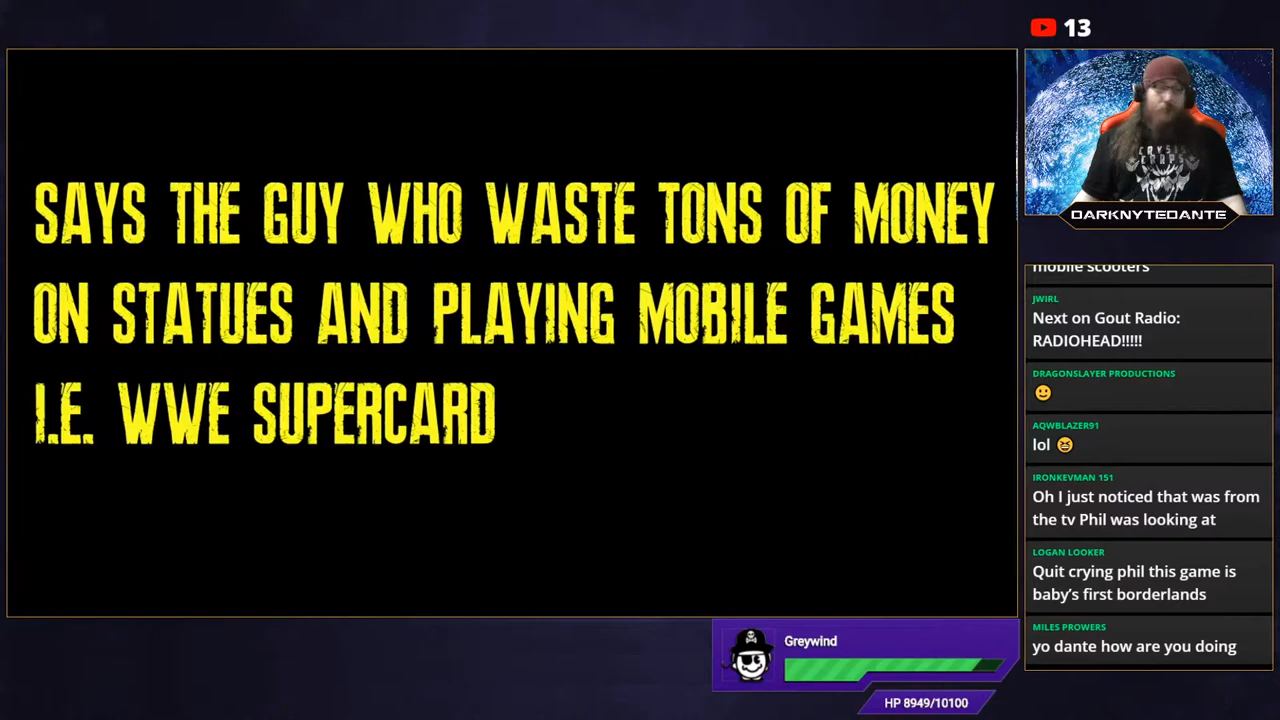 13
SAYS THE GUY WHO WASTE TONS OF MONEY
ON STATUES AND PLAYING MOBILE GAMES
I.E. WWE SUPERCARD
CRYSIS
DARKNYTEDANTE
mobile scooters
JWIRL
Next on Gout Radio:
RADIOHEAD!!!!!
DRAGONSLAYER PRODUCTIONS
AQWBLAZER91
lol
IRONKEVMAN 151
Oh I just noticed that was from
the tv Phil was looking at
LOGAN LOOKER
Quit crying phil this game is
baby’s first borderlands
MILES PROWERS
yo dante how are you doing
Greywind
HP 8949/10100